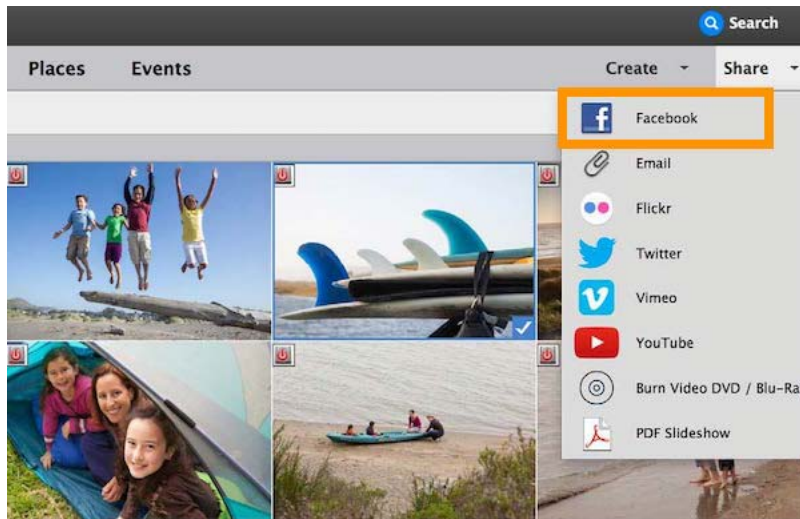 Search
Places Events Create Share
Facebook
Email
Flickr
Twitter
Vimeo
YouTube
Burn Video DVD / Blu-Ra
PDF Slideshow